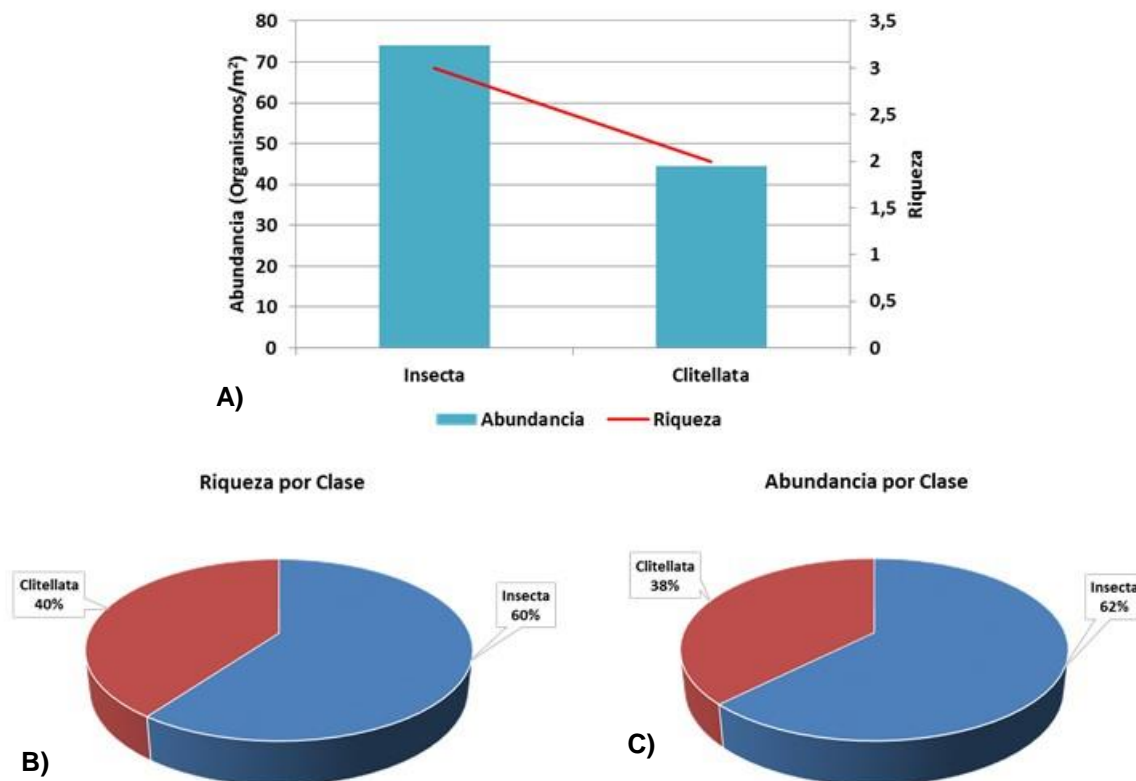 80
70
60
50
40
30
20
10
0
Abundancia (Organismos/m²)
3,5
3
2,5
2
1,5
1
0,5
0
Riqueza
Insecta
Clitellata
A)
Abundancia
Riqueza
Riqueza por Clase
Clitellata
40%
Insecta
60%
B)
Abundancia por Clase
Clitellata
38%
Insecta
62%
C)